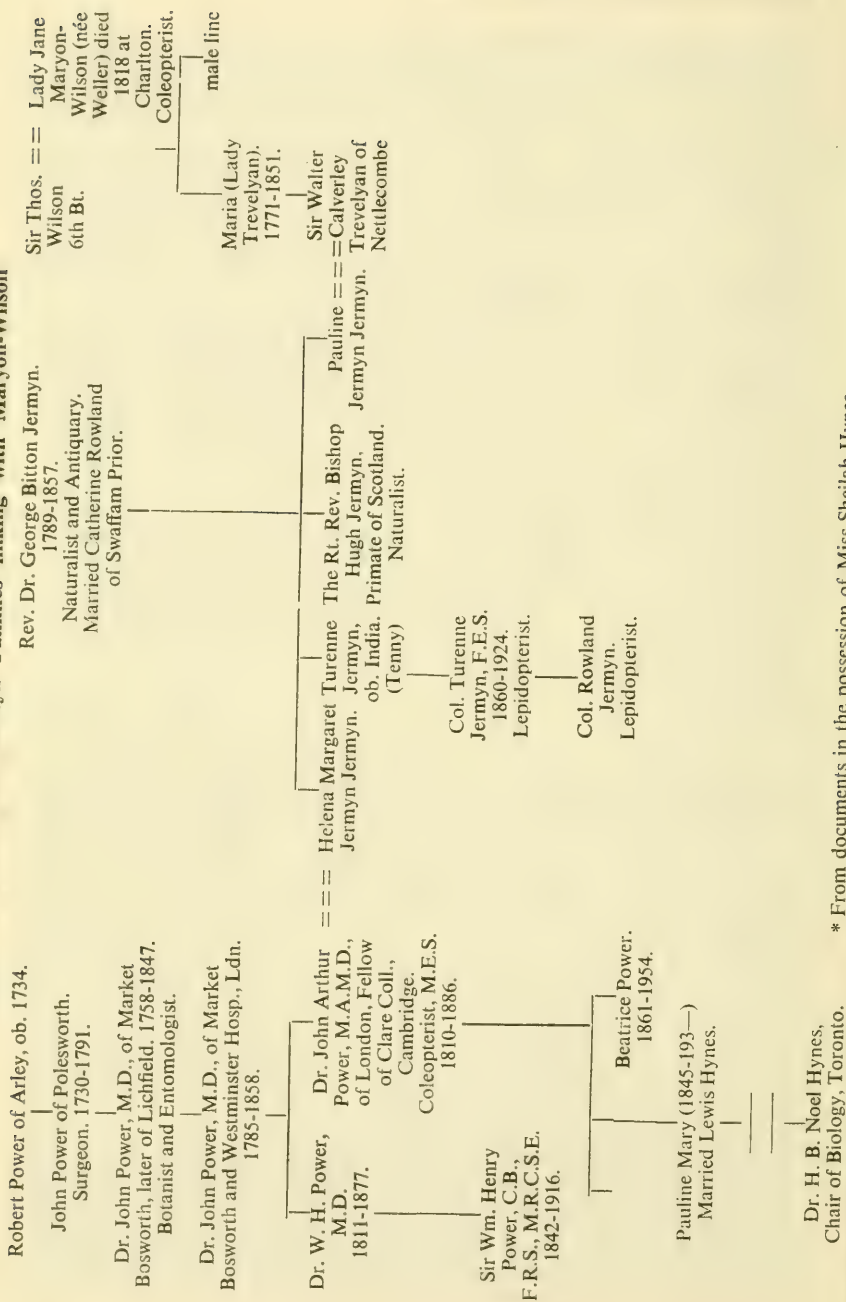 Families linking with Maryon-Wilson
Robert Power of Arley, ob. 1734.
John Power of Polesworth.
Surgeon. 1730-1791.
Dr. John Power, M.D., of Market
Bosworth, later of Lichfield. 1758-1847.
Botanist and Entomologist.
Dr. John Power, M.D., of Market
Bosworth and Westminster Hosp., Ldn.
1785-1858.
Dr. W. H. Power,
M.D.
1811-1877.
Sir Wm. Henry
Power, C.B.,
F.R.S., M.R.C.S.E.
1842-1916.
Dr. John Arthur
Power, M.A.M.D.,
of London, Fellow
of Clare Coll.,
Cambridge.
Coleopterist, M.E.S.
1810-1886.
===
Helena Margaret
Jermyn Jermyn.
Pauline Mary (1845-193—)
Married Lewis Hynes.
Beatrice Power.
1861-1954.
Dr. H. B. Noel Hynes,
Chair of Biology, Toronto.
Rev. Dr. George Bitton Jermyn.
1789-1857.
Naturalist and Antiquary.
Married Catherine Rowland
of Swaffam Prior.
Turenne
Jermyn,
ob. India.
(Tenny)
Col. Turenne
Jermyn, F.E.S.
1860-1924.
Lepidopterist.
Col. Rowland
Jermyn.
Lepidopterist.
The Rt. Rev. Bishop
Hugh Jermyn,
Primate of Scotland.
Naturalist.
Pauline
Jermyn Jermyn.
===
Sir Walter
Calverley
Trevelyan of
Nettlecombe
Sir Thos.
Wilson
6th Bt.
==
Lady Jane
Maryon-
Wilson (née
Weller) died
1818 at
Charlton.
Coleopterist.
Maria (Lady
Trevelyan).
1771-1851.
male line
* From documents in the possession of Miss Sheilah Hynes